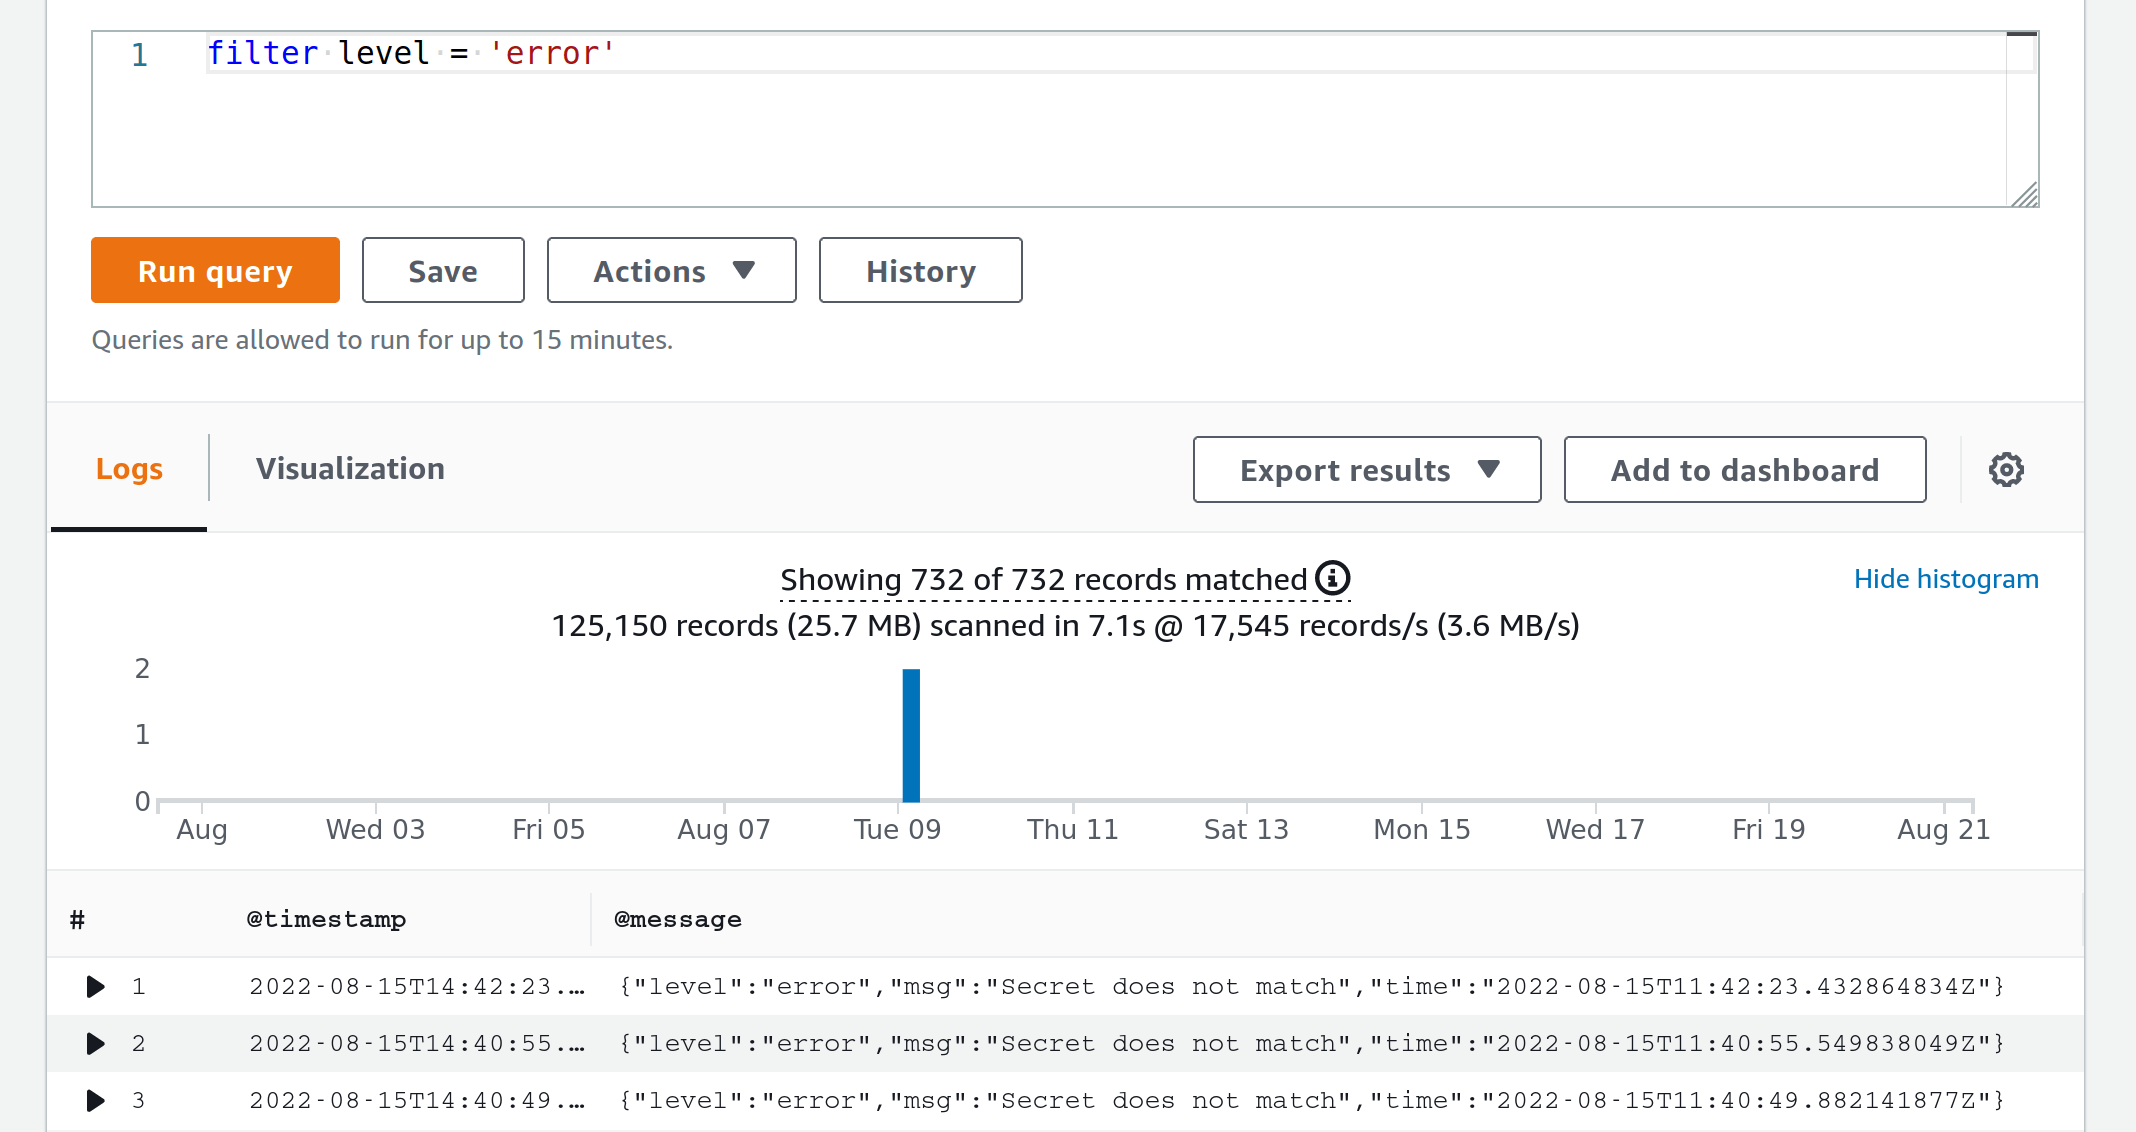 1 filter level = 'error'
Run query Save Actions History
Queries are allowed to run for up to 15 minutes.
Logs Visualization Export results Add to dashboard
Showing 732 of 732 records matched
Hide histogram
125,150 records (25.7 MB) scanned in 7.1s @ 17,545 records/s (3.6 MB/s)
2
1
0
Aug Wed 03 Fri 05 Aug 07 Tue 09 Thu 11 Sat 13 Mon 15 Wed 17 Fri 19 Aug 21
# @timestamp @message
1 2022-08-15T14:42:23.… {"level":"error","msg":"Secret does not match","time":"2022-08-15T11:42:23.432864834Z"}
2 2022-08-15T14:40:55.… {"level":"error","msg":"Secret does not match","time":"2022-08-15T11:40:55.549838049Z"}
3 2022-08-15T14:40:49.… {"level":"error","msg":"Secret does not match","time":"2022-08-15T11:40:49.882141877Z"}